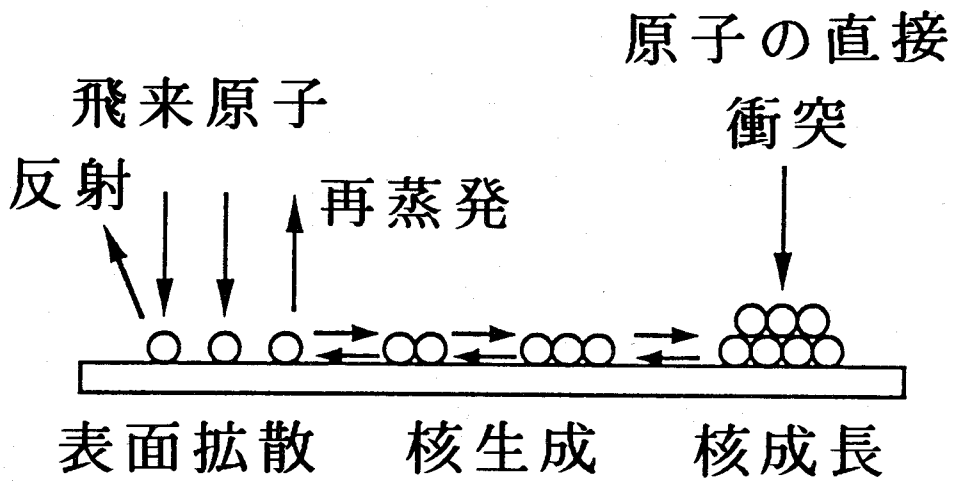 原子の直接
衝突
飛来原子
反射
再蒸発
表面拡散
核生成
核成長